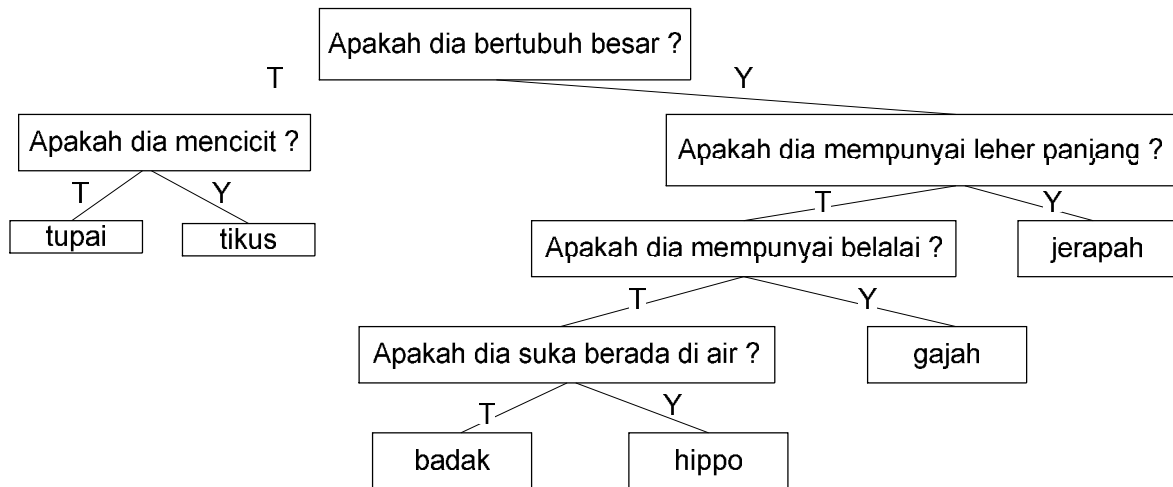 Apakah dia bertubuh besar ?
T
Y
Apakah dia mencicit ?
Apakah dia mempunyai leher panjang ?
T
Y
T
Y
tupai
tikus
Apakah dia mempunyai belalai ?
jerapah
T
Y
Apakah dia suka berada di air ?
gajah
T
Y
badak
hippo